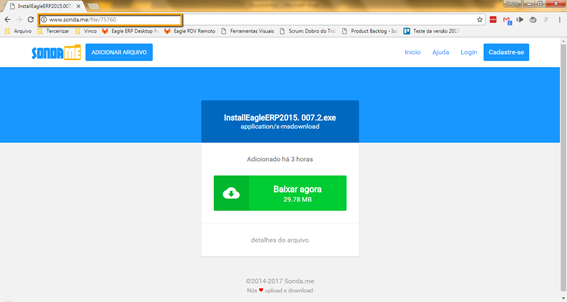 InstallEagleERP2015.007
www.sonda.me/file/75760
Arquivo Terceirizar Vinco Eagle ERP Desktop R Eagle PDV Remoto Ferramentas Visuais Scrum: Dobro do Tra Product Backlog - Su Teste da versão 201
SONDAME ADICIONAR ARQUIVO Início Ajuda Login Cadastre-se
InstallEagleERP2015. 007.2.exe
application/x-msdownload
Adicionado há 3 horas
Baixar agora
29.78 MB
detalhes do arquivo
©2014-2017 Sonda.me
Nós ❤ upload e download